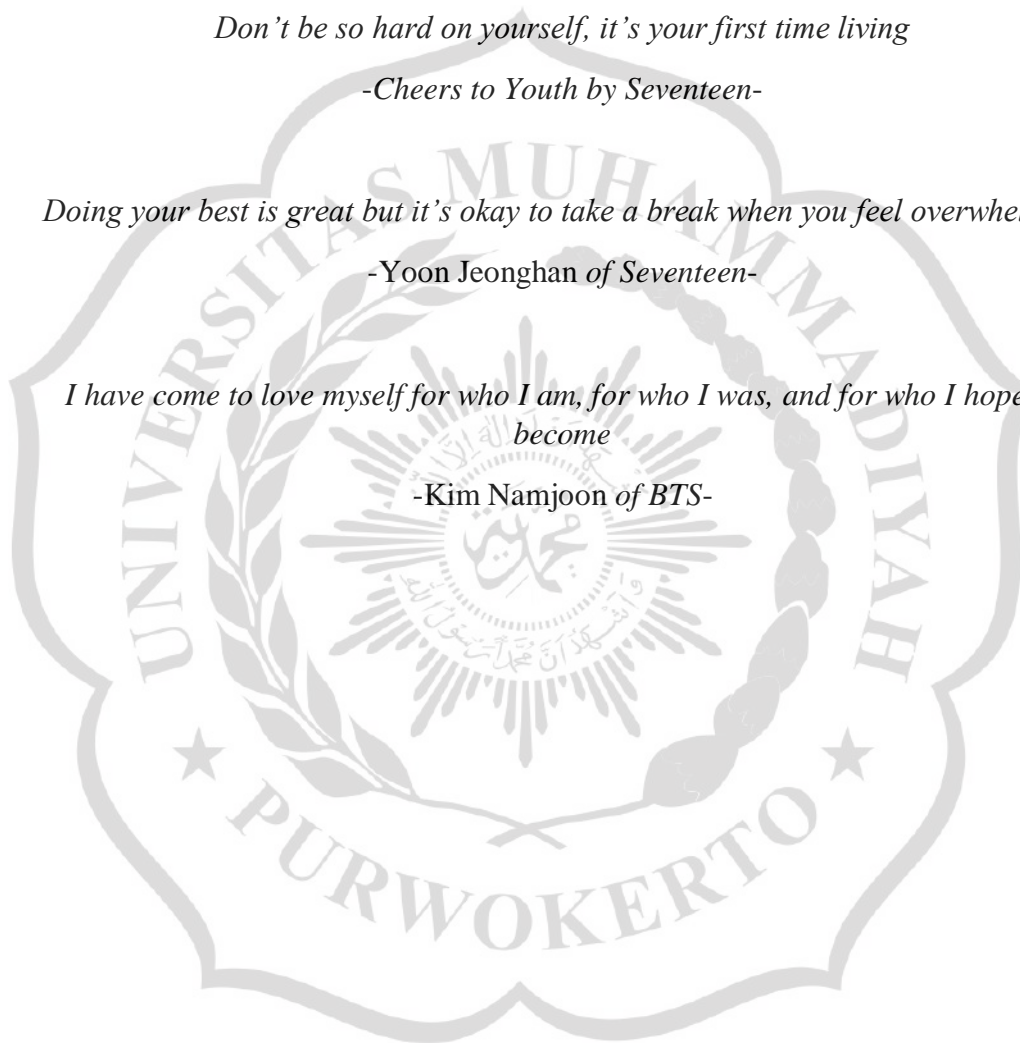 Don’t be so hard on yourself, it’s your first time living
-Cheers to Youth by Seventeen-
Doing your best is great but it’s okay to take a break when you feel
-Yoon Jeonghan of Seventeen-
I have come to love myself for who I am, for who I was, and for who I hope
become
-Kim Namjoon of BTS-
UNIVERSITAS MUHAMMADIYAH
PURWOKERTO